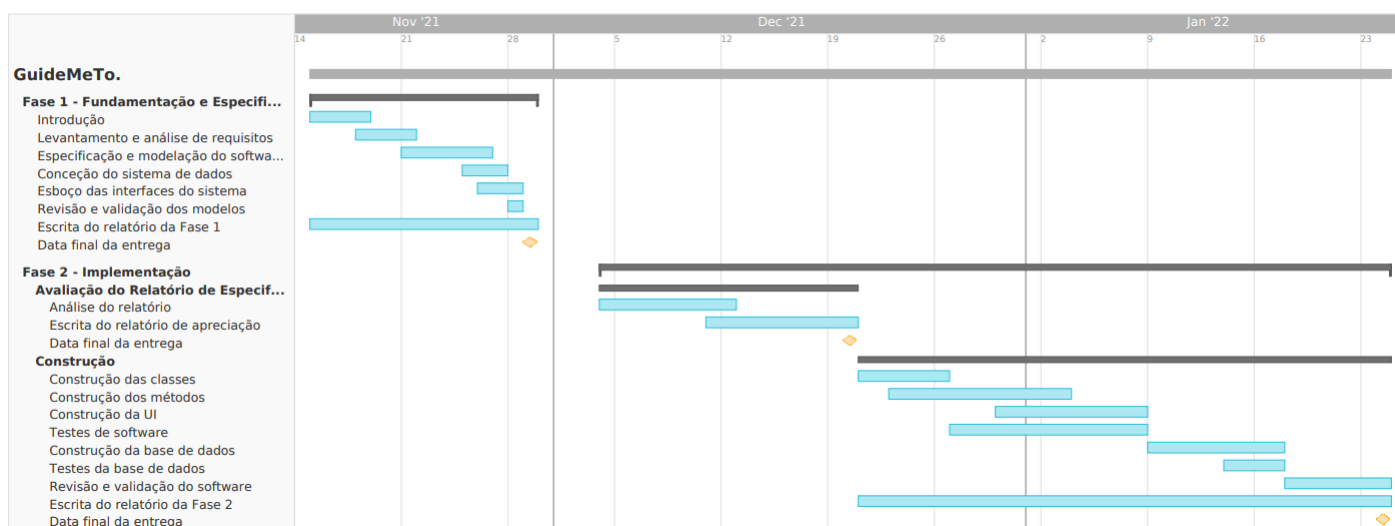 Nov '21 Dec '21 Jan '22
14 21 28 5 12 19 26 2 9 16 23
GuideMeTo.
Fase 1 - Fundamentação e Especifi...
Introdução
Levantamento e análise de requisitos
Especificação e modelação do softwa...
Conceção do sistema de dados
Esboço das interfaces do sistema
Revisão e validação dos modelos
Escrita do relatório da Fase 1
Data final da entrega
Fase 2 - Implementação
Avaliação do Relatório de Especif...
Análise do relatório
Escrita do relatório de apreciação
Data final da entrega
Construção
Construção das classes
Construção dos métodos
Construção da UI
Testes de software
Construção da base de dados
Testes da base de dados
Revisão e validação do software
Escrita do relatório da Fase 2
Data final da entrega